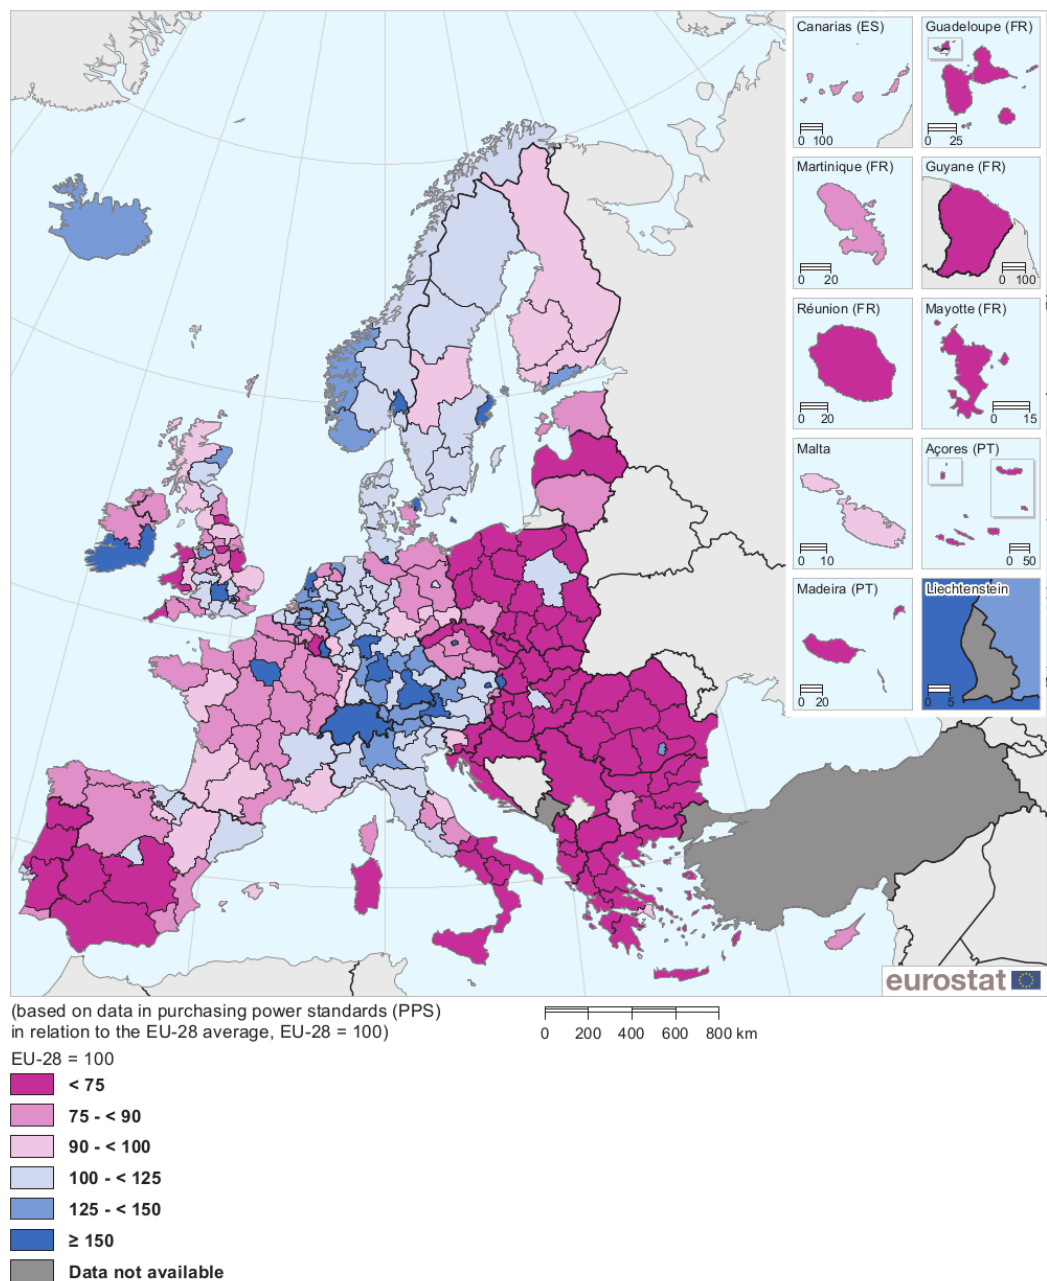 Canarias (ES)
0 100
Guadeloupe (FR)
0 25
Martinique (FR)
0 20
Guyane (FR)
0 100
Réunion (FR)
0 20
Mayotte (FR)
0 15
Malta
0 10
Açores (PT)
0 50
Madeira (PT)
0 20
Liechtenstein
0 5
eurostat
(based on data in purchasing power standards (PPS)
in relation to the EU-28 average, EU-28 = 100)
0 200 400 600 800 km
EU-28 = 100
< 75
75 - < 90
90 - < 100
100 - < 125
125 - < 150
≥ 150
Data not available